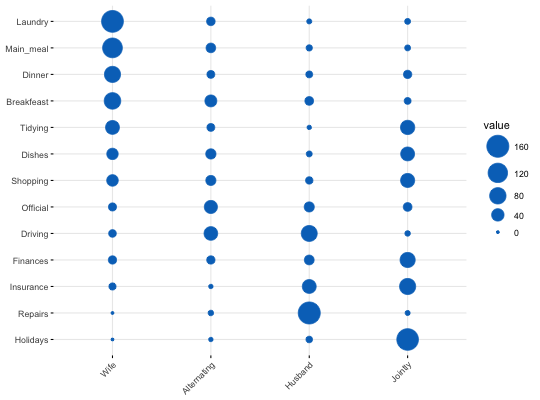 Laundry
Main_meal
Dinner
Breakfeast
Tidying
Dishes
Shopping
Official
Driving
Finances
Insurance
Repairs
Holidays
Wife
Alternating
Husband
Jointly
value
160
120
80
40
0